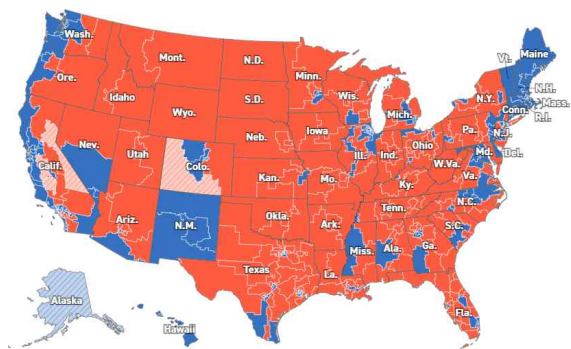 Wash.
Mont.
N.D.
Minn.
Vt.
Maine
Ore.
Idaho
S.D.
Wis.
Mich.
N.Y.
N.H.
Mass.
Conn.
R.I.
Wyo.
Iowa
Pa.
N.J.
Nev.
Utah
Colo.
Neb.
Ill.
Ind.
Ohio
Md.
Del.
Calif.
Kan.
Mo.
W.Va.
Va.
Ky.
Ariz.
N.M.
Okla.
Ark.
Tenn.
N.C.
S.C.
Texas
La.
Miss.
Ala.
Ga.
Fla.
Alaska
Hawaii